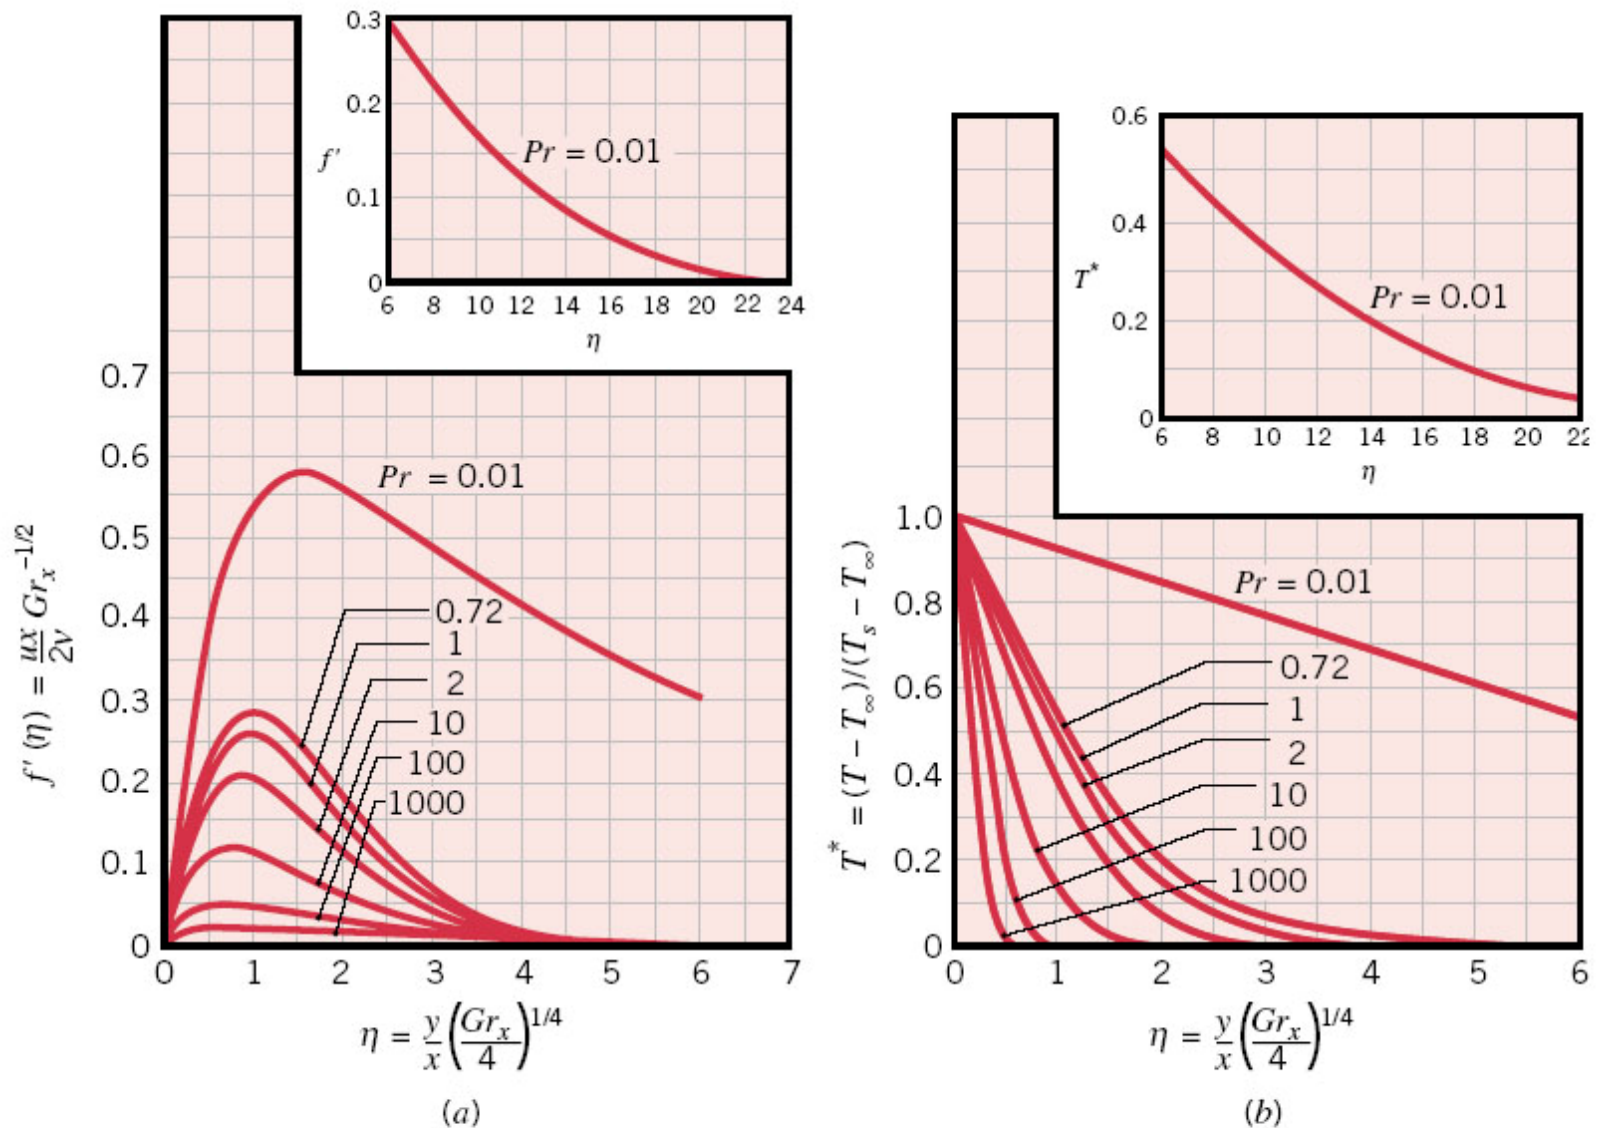 0.3
0.2
0.1
0
f'
Pr = 0.01
6 8 10 12 14 16 18 20 22 24
η
0.7
0.6
0.5
0.4
0.3
0.2
0.1
0
f'(η) = ux/2ν Gr_x^-1/2
Pr = 0.01
0.72
1
2
10
100
1000
0 1 2 3 4 5 6 7
η = y/x (Gr_x/4)^1/4
(a)
0.6
0.4
0.2
0
T*
Pr = 0.01
6 8 10 12 14 16 18 20 22
η
1.0
0.8
0.6
0.4
0.2
0
T* = (T − T∞)/(T_s − T∞)
Pr = 0.01
0.72
1
2
10
100
1000
0 1 2 3 4 5 6
η = y/x (Gr_x/4)^1/4
(b)